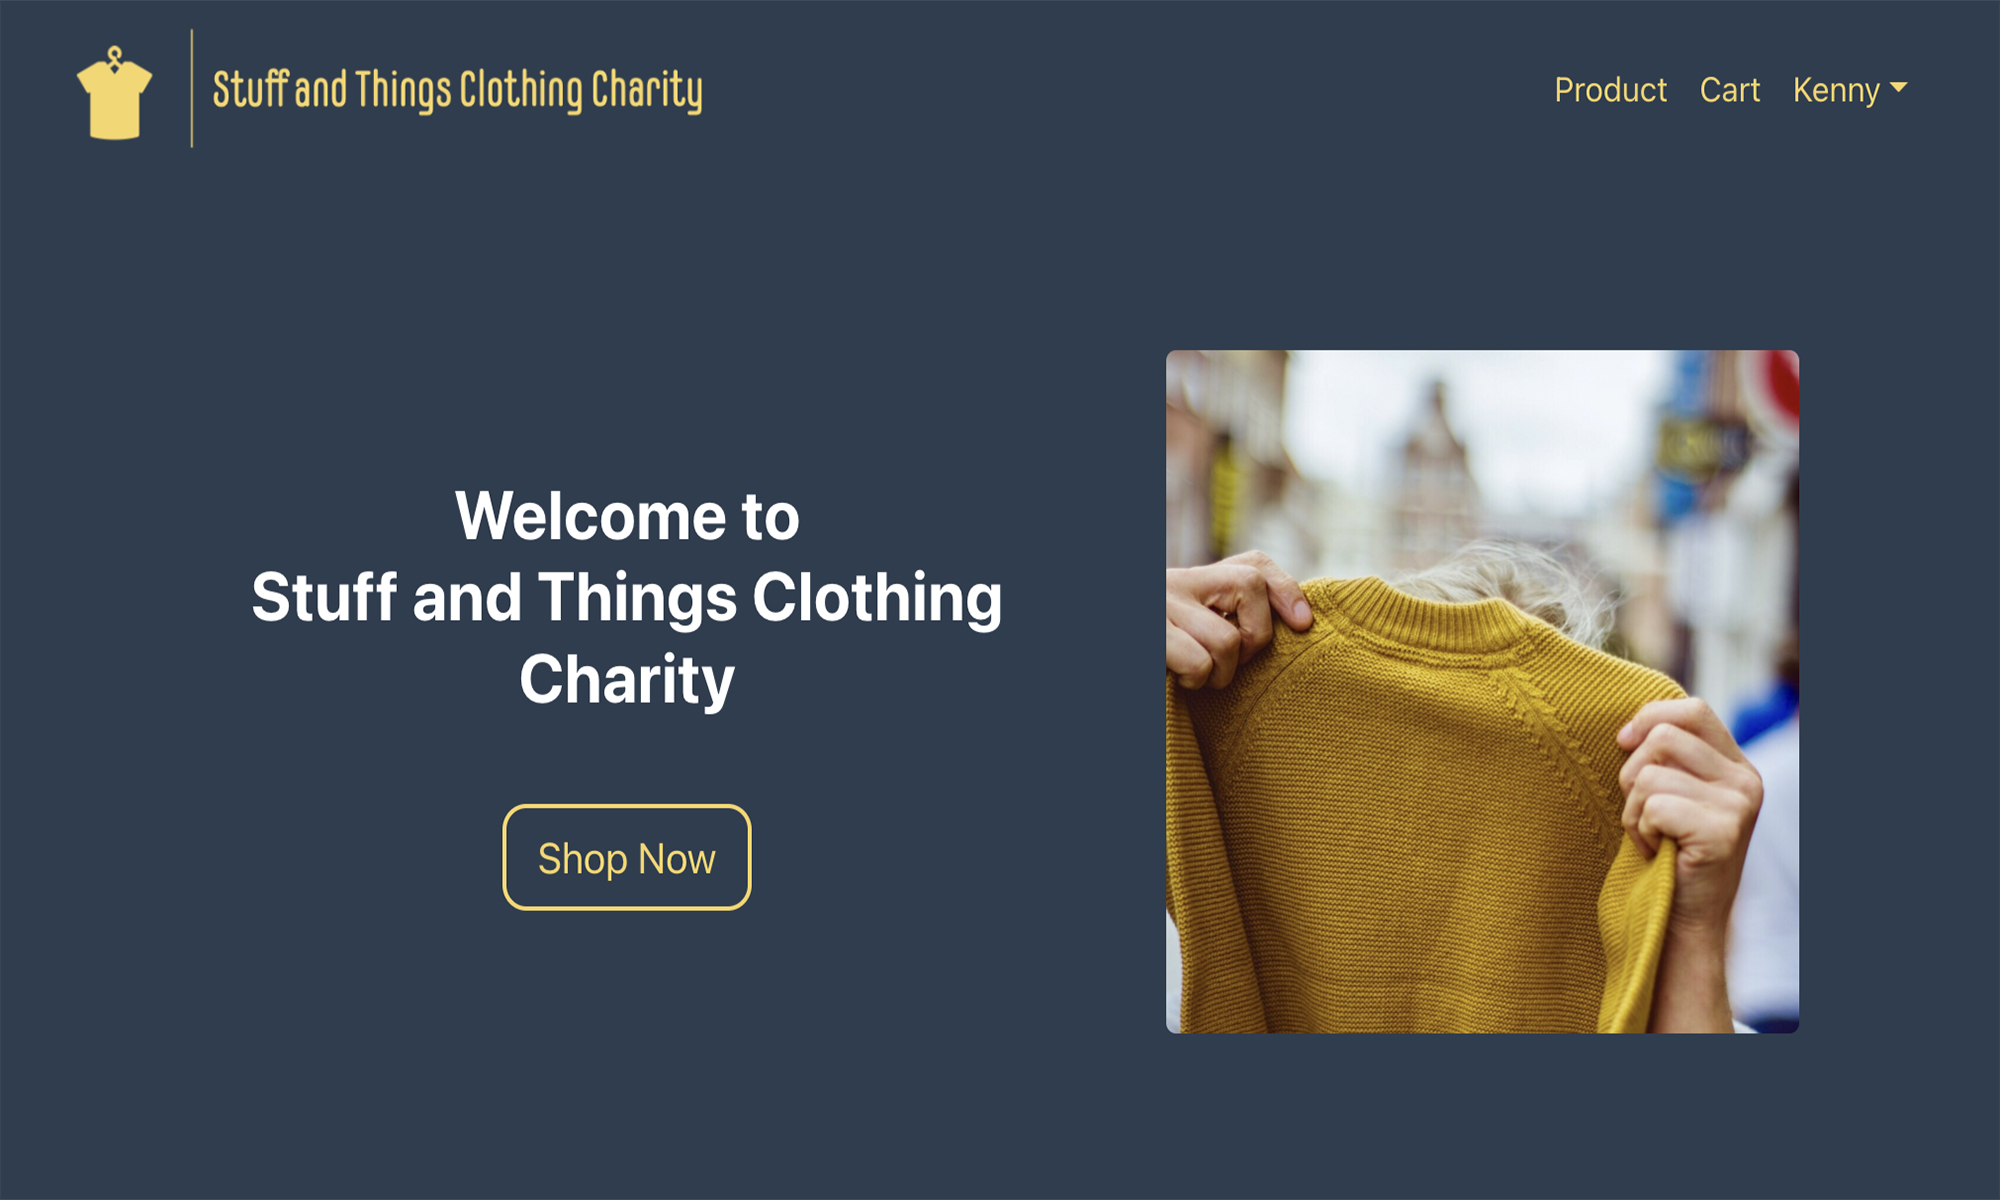 Stuff and Things Clothing Charity
Product Cart Kenny
Welcome to
Stuff and Things Clothing
Charity
Shop Now